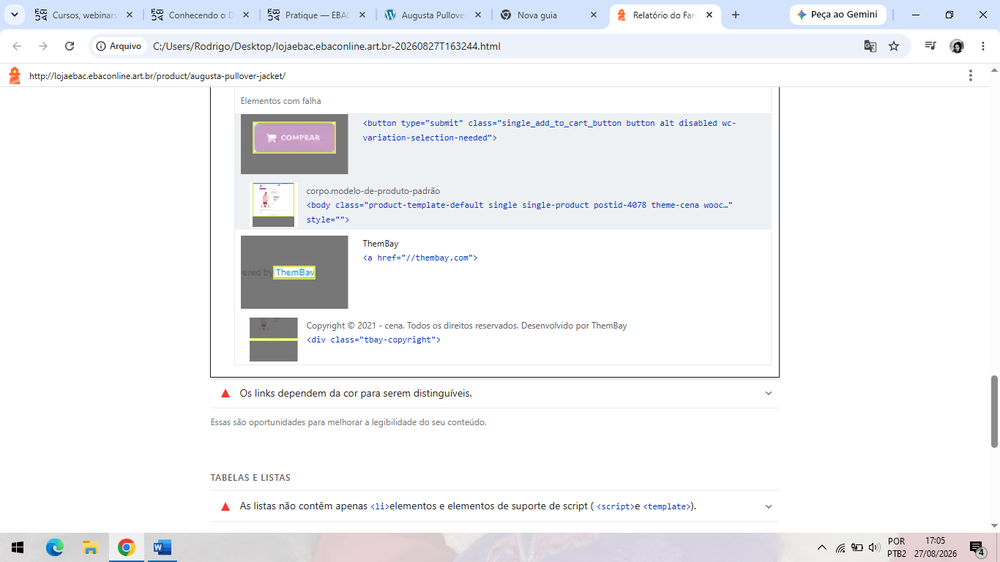 Cursos, webinars
Conhecendo o D
Pratique — EBAC
Augusta Pullover
Nova guia
Relatório do Faro
Peça ao Gemini
Arquivo
C:/Users/Rodrigo/Desktop/lojaebac.ebaconline.art.br-20260827T163244.html
http://lojaebac.ebaconline.art.br/product/augusta-pullover-jacket/
Elementos com falha
COMPRAR
<button type="submit" class="single_add_to_cart_button button alt disabled wc-
variation-selection-needed">
corpo.modelo-de-produto-padrão
<body class="product-template-default single single-product postid-4078 theme-cena wooc…"
style="">
ThemBay
<a href="//thembay.com">
ered by ThemBay
Copyright © 2021 - cena. Todos os direitos reservados. Desenvolvido por ThemBay
<div class="tbay-copyright">
Os links dependem da cor para serem distinguíveis.
Essas são oportunidades para melhorar a legibilidade do seu conteúdo.
TABELAS E LISTAS
As listas não contêm apenas <li>elementos e elementos de suporte de script ( <script>e <template>).
POR
PTB2
17:05
27/08/2026
4